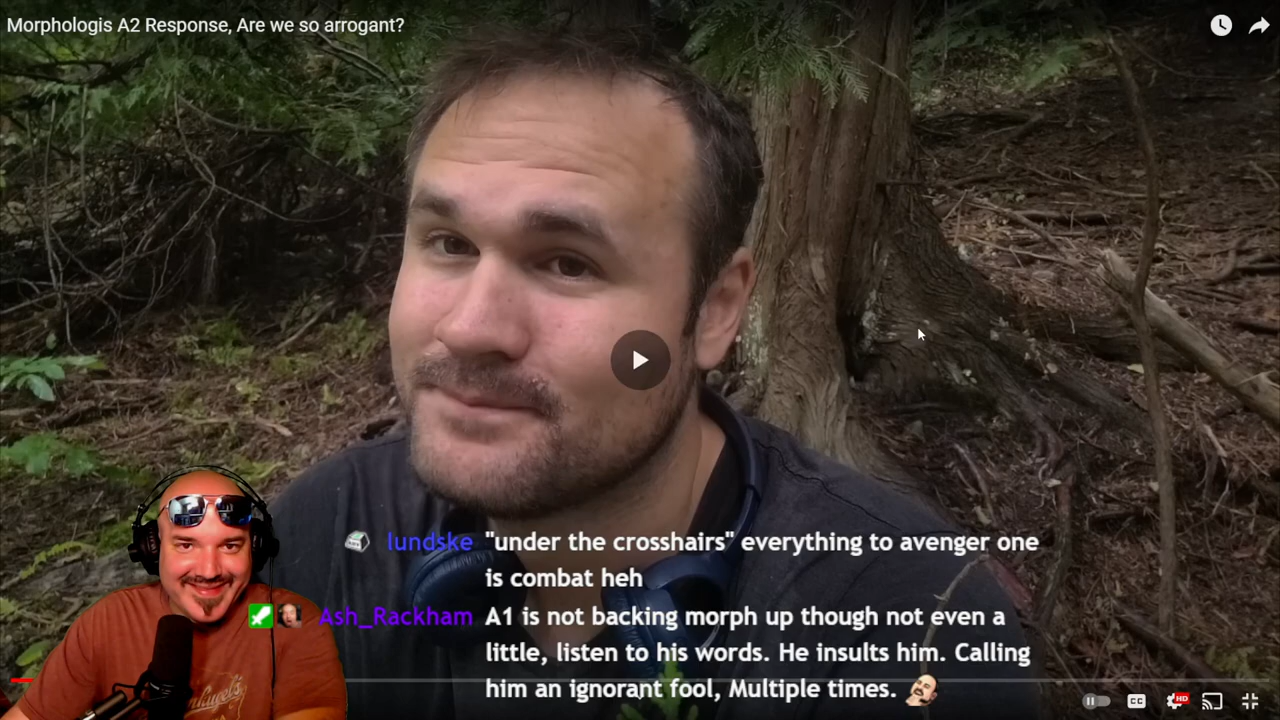 Morphologis A2 Response, Are we so arrogant?
lundske "under the crosshairs" everything to avenger one
is combat heh
Ash_Rackham A1 is not backing morph up though not even a
little, listen to his words. He insults him. Calling
him an ignorant fool, Multiple times.
CC HD